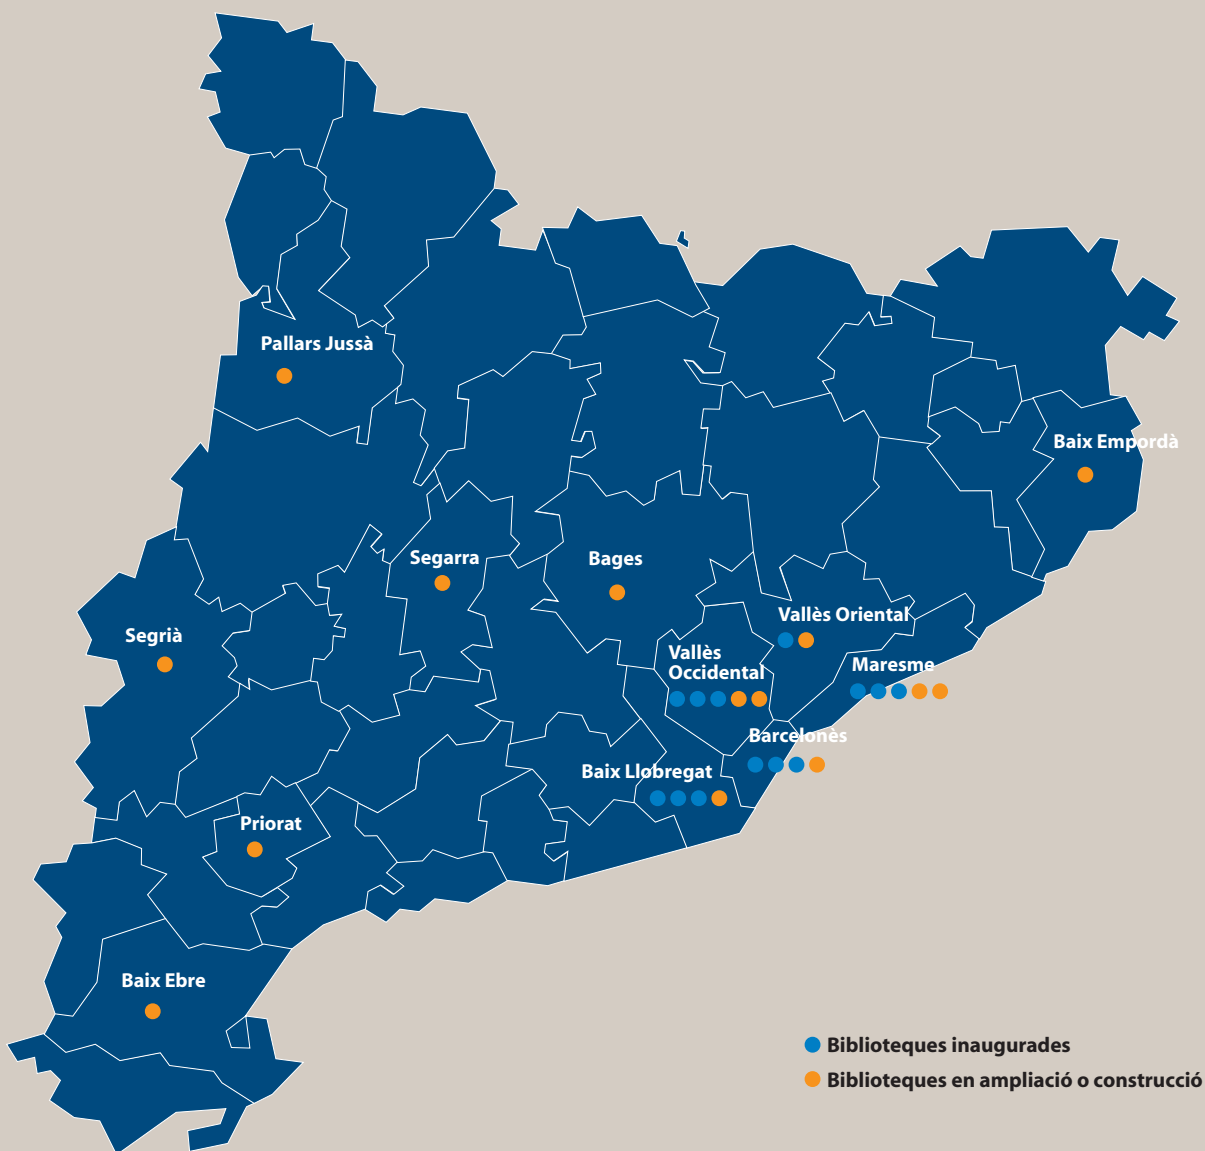 Pallars Jussà
Baix Empordà
Segarra
Bages
Vallès Oriental
Segrià
Vallès
Occidental
Maresme
Barcelonès
Baix Llobregat
Priorat
Baix Ebre
Biblioteques inaugurades
Biblioteques en ampliació o construcció